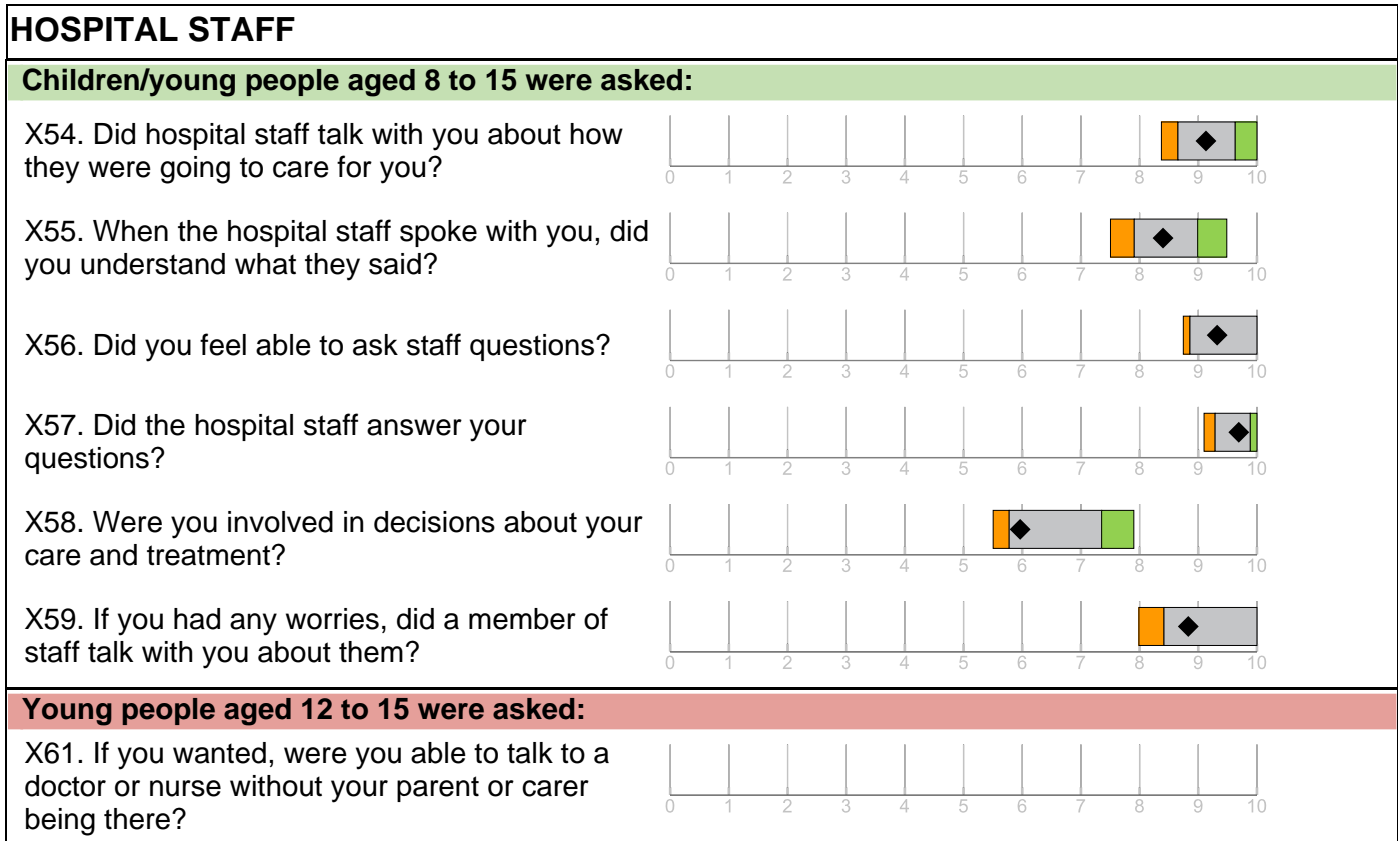 HOSPITAL STAFF
Children/young people aged 8 to 15 were asked:
X54. Did hospital staff talk with you about how
they were going to care for you?
0 1 2 3 4 5 6 7 8 9 10
X55. When the hospital staff spoke with you, did
you understand what they said?
0 1 2 3 4 5 6 7 8 9 10
X56. Did you feel able to ask staff questions?
0 1 2 3 4 5 6 7 8 9 10
X57. Did the hospital staff answer your
questions?
0 1 2 3 4 5 6 7 8 9 10
X58. Were you involved in decisions about your
care and treatment?
0 1 2 3 4 5 6 7 8 9 10
X59. If you had any worries, did a member of
staff talk with you about them?
0 1 2 3 4 5 6 7 8 9 10
Young people aged 12 to 15 were asked:
X61. If you wanted, were you able to talk to a
doctor or nurse without your parent or carer
being there?
0 1 2 3 4 5 6 7 8 9 10